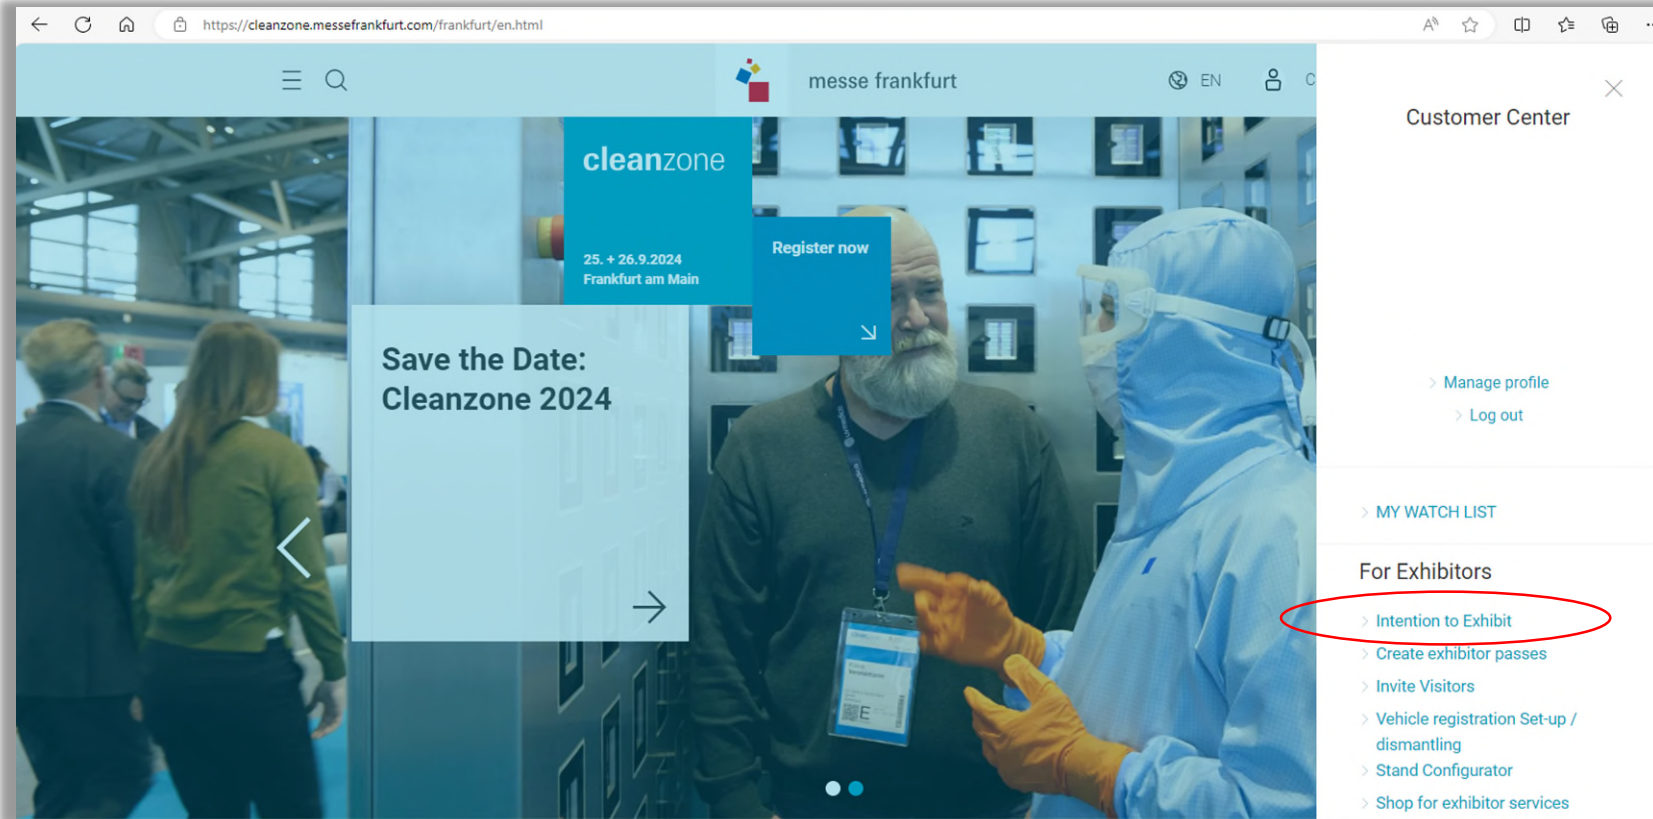 https://cleanzone.messefrankfurt.com/frankfurt/en.html
messe frankfurt
EN
C
cleanzone
25. + 26.9.2024
Frankfurt am Main
Register now
Save the Date:
Cleanzone 2024
E
Customer Center
Manage profile
Log out
MY WATCH LIST
For Exhibitors
Intention to Exhibit
Create exhibitor passes
Invite Visitors
Vehicle registration Set-up /
dismantling
Stand Configurator
Shop for exhibitor services